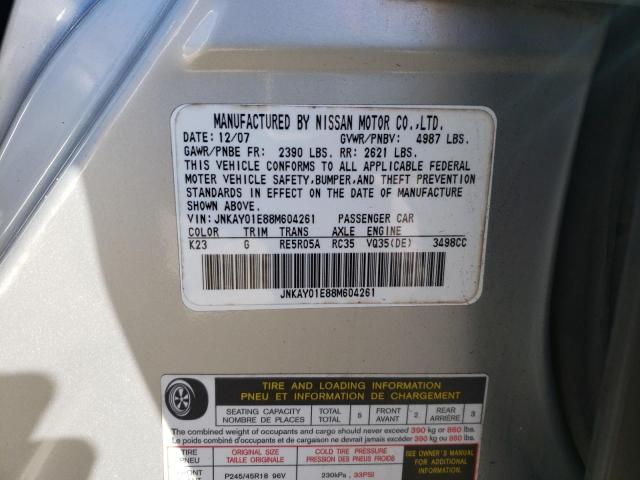 MANUFACTURED BY NISSAN MOTOR CO.,LTD.
DATE: 12/07 GVWR/PNBV: 4987 LBS.
GAWR/PNBE FR: 2390 LBS. RR: 2621 LBS.
THIS VEHICLE CONFORMS TO ALL APPLICABLE FEDERAL
MOTER VEHICLE SAFETY,BUMPER,AND THEFT PREVENTION
STANDARDS IN EFFECT ON THE DATE OF MANUFACTURE
SHOWN ABOVE.
VIN: JNKAY01E88M604261 PASSENGER CAR
COLOR TRIM TRANS AXLE ENGINE
K23 G RE5R05A RC35 VQ35(DE) 3498CC
JNKAY01E88M604261
TIRE AND LOADING INFORMATION
PNEU ET INFORMATION DE CHARGEMENT
SEATING CAPACITY TOTAL 5 FRONT 2 REAR 3
NOMBRE DE PLACES TOTAL AVANT ARRIÈRE
The combined weight of occupants and cargo should never exceed 390 kg or 860 lbs.
Le poids combiné des occupants et de cargaison ne devrait jamais excéder 390 kg or 860 lbs.
TIRE ORIGINAL SIZE COLD TIRE PRESSURE SEE OWNER'S
PNEU TAILLE ORIGINALE PRESSION DES PNEUS FROIDS MANUAL FOR
FRONT P245/45R18 96V 230kPa, 33PSI ADDITIONAL
INFORMATION.